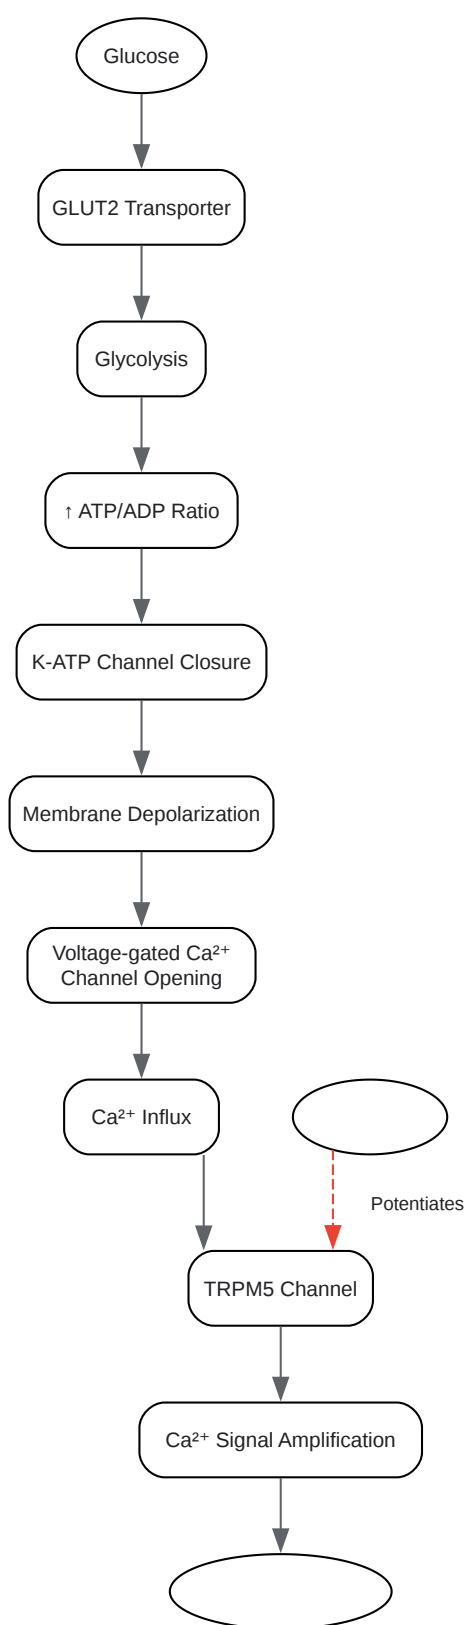 Glucose
GLUT2 Transporter
Glycolysis
↑ ATP/ADP Ratio
K-ATP Channel Closure
Membrane Depolarization
Voltage-gated Ca²⁺
Channel Opening
Ca²⁺ Influx
Potentiates
TRPM5 Channel
Ca²⁺ Signal Amplification